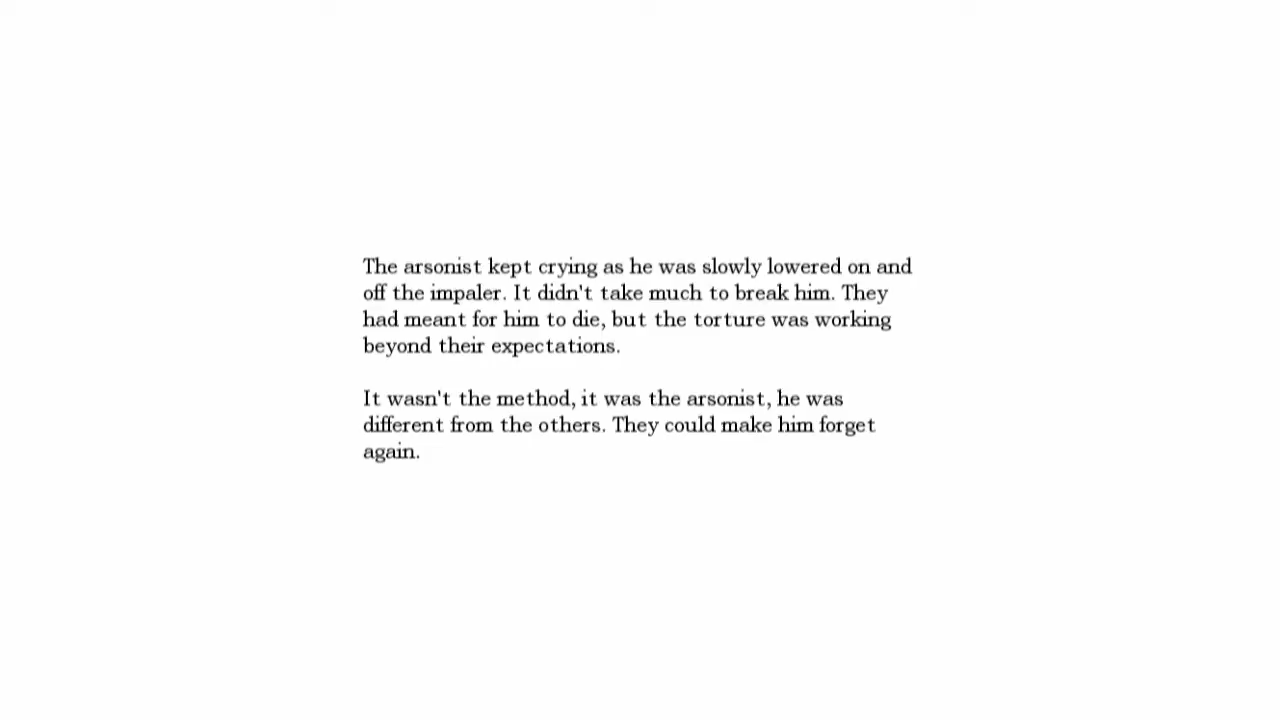 The arsonist kept crying as he was slowly lowered on and
off the impaler. It didn't take much to break him. They
had meant for him to die, but the torture was working
beyond their expectations.
It wasn't the method, it was the arsonist, he was
different from the others. They could make him forget
again.